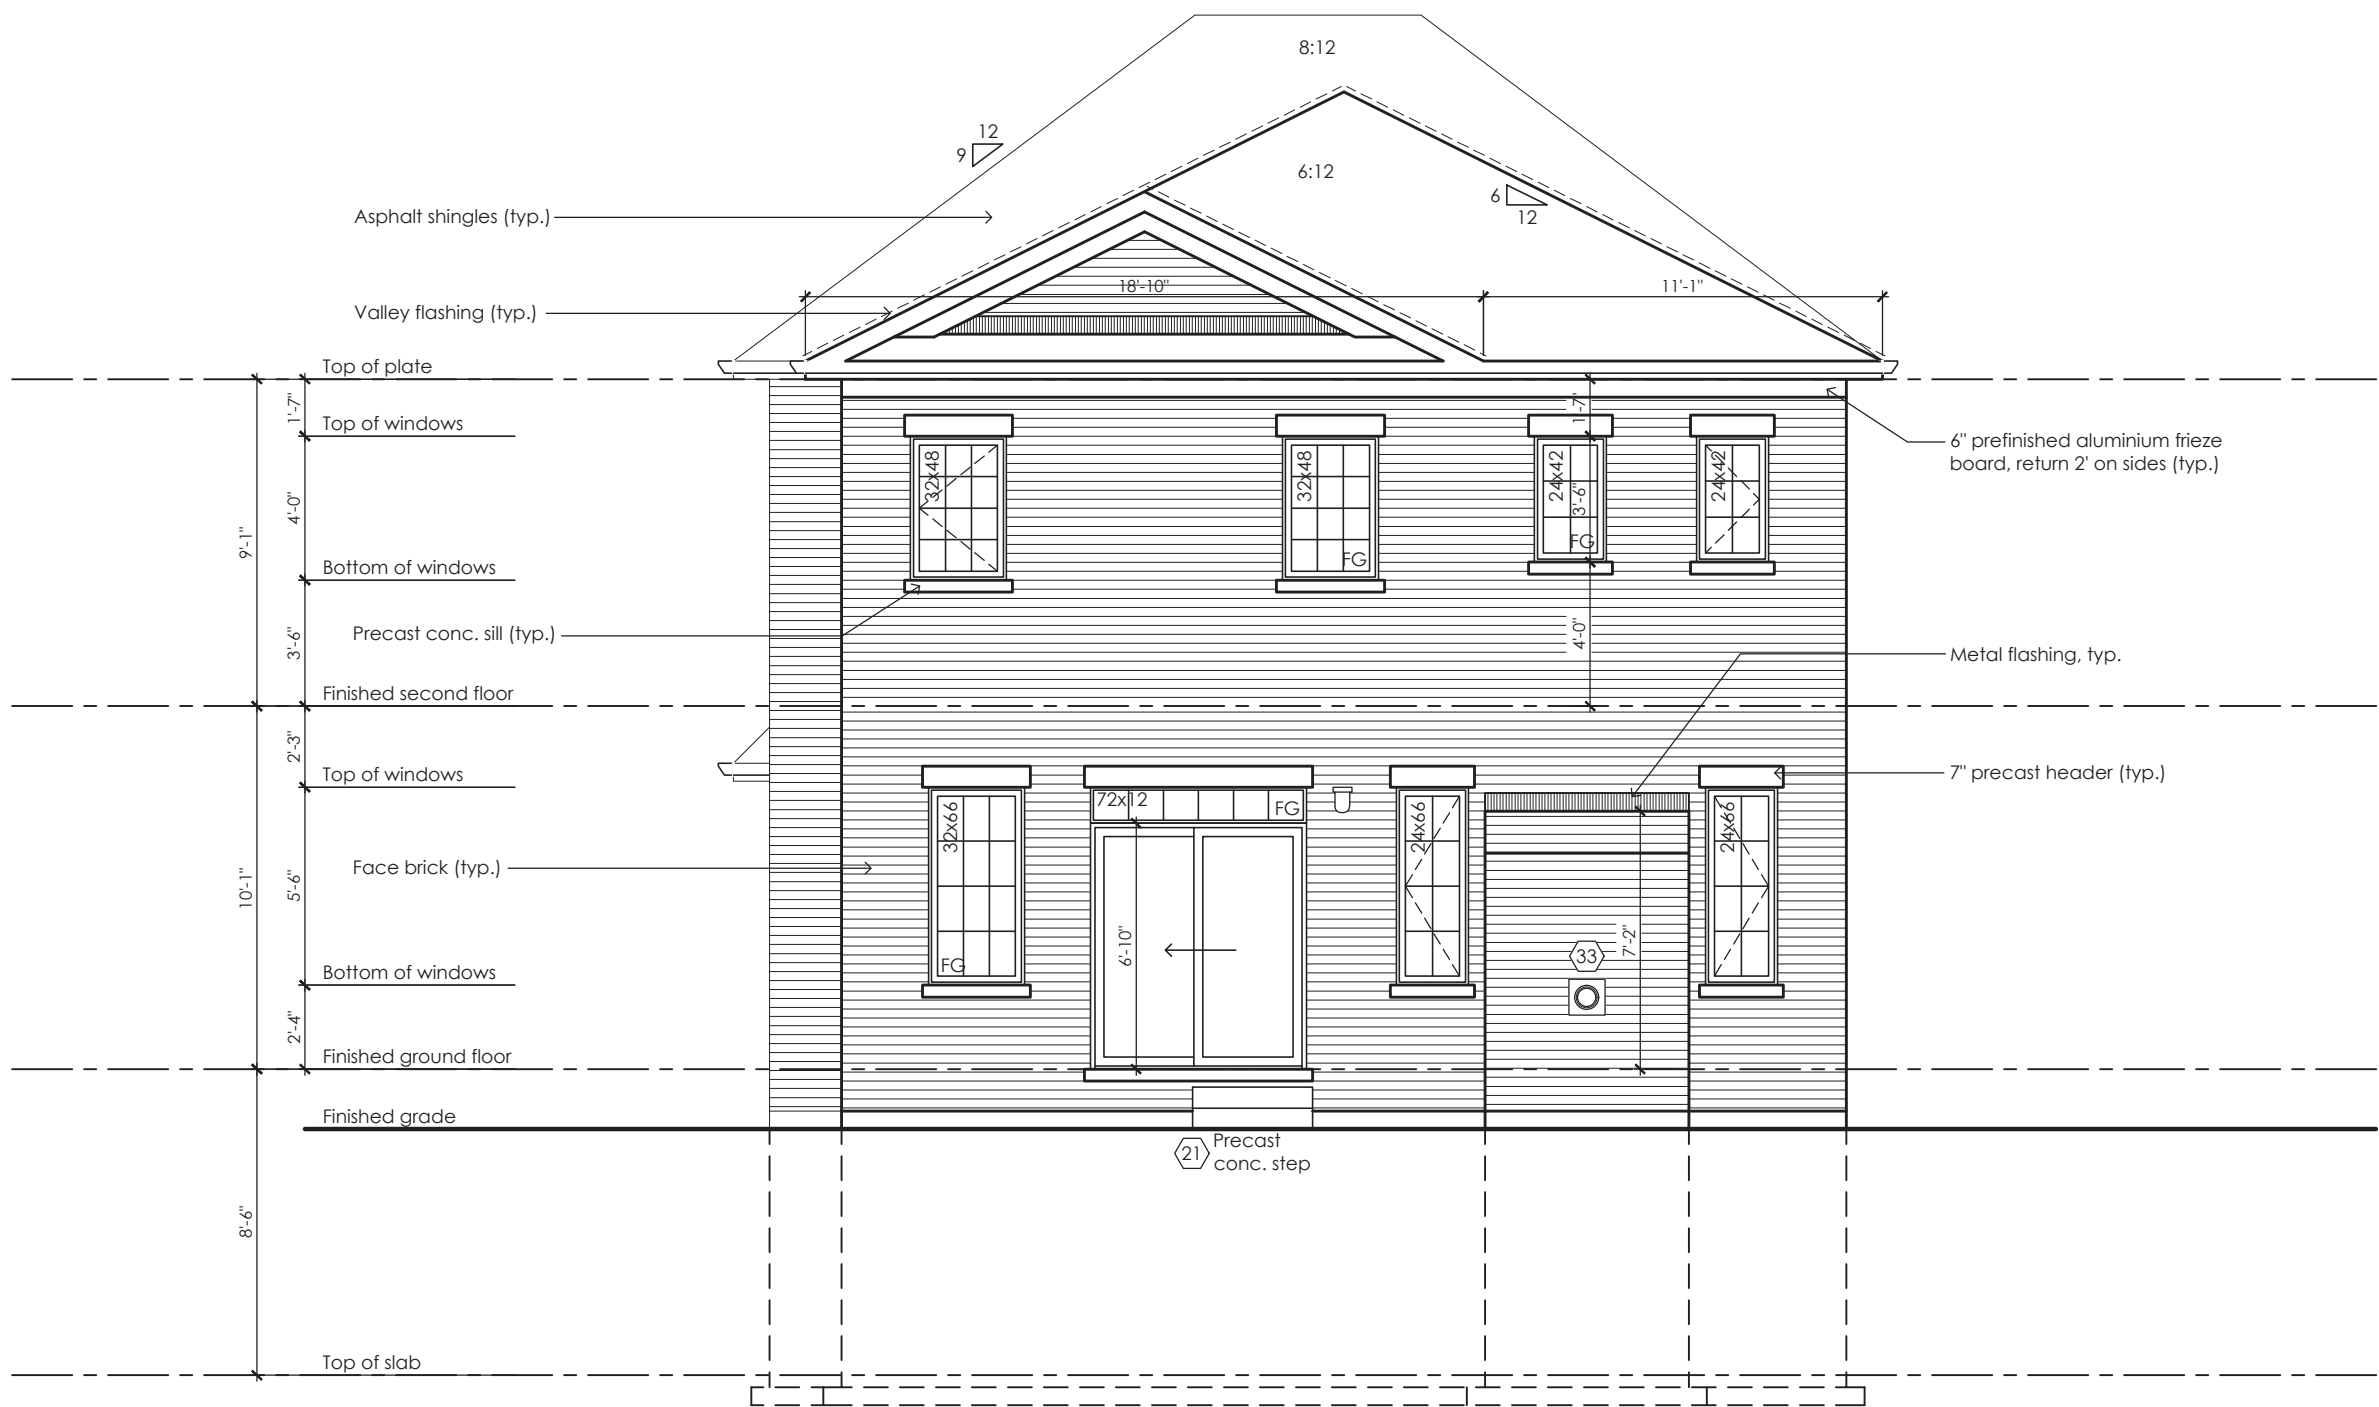 8:12
12
9
6:12
6
12
Asphalt shingles (typ.)
18'-10"
11'-1"
Valley flashing (typ.)
Top of plate
1'-7"
1'-7"
Top of windows
6" prefinished aluminium frieze
board, return 2' on sides (typ.)
32x48
32x48
24x42
24x42
4'-0"
3'-6"
9'-1"
FG
FG
Bottom of windows
Precast conc. sill (typ.)
3'-6"
4'-0"
Metal flashing, typ.
Finished second floor
2'-3"
Top of windows
7" precast header (typ.)
72x12
FG
32x66
24x66
24x66
Face brick (typ.)
10'-1"
5'-6"
6'-10"
7'-2"
33
FG
Bottom of windows
2'-4"
Finished ground floor
Finished grade
21
Precast
conc. step
8'-6"
Top of slab